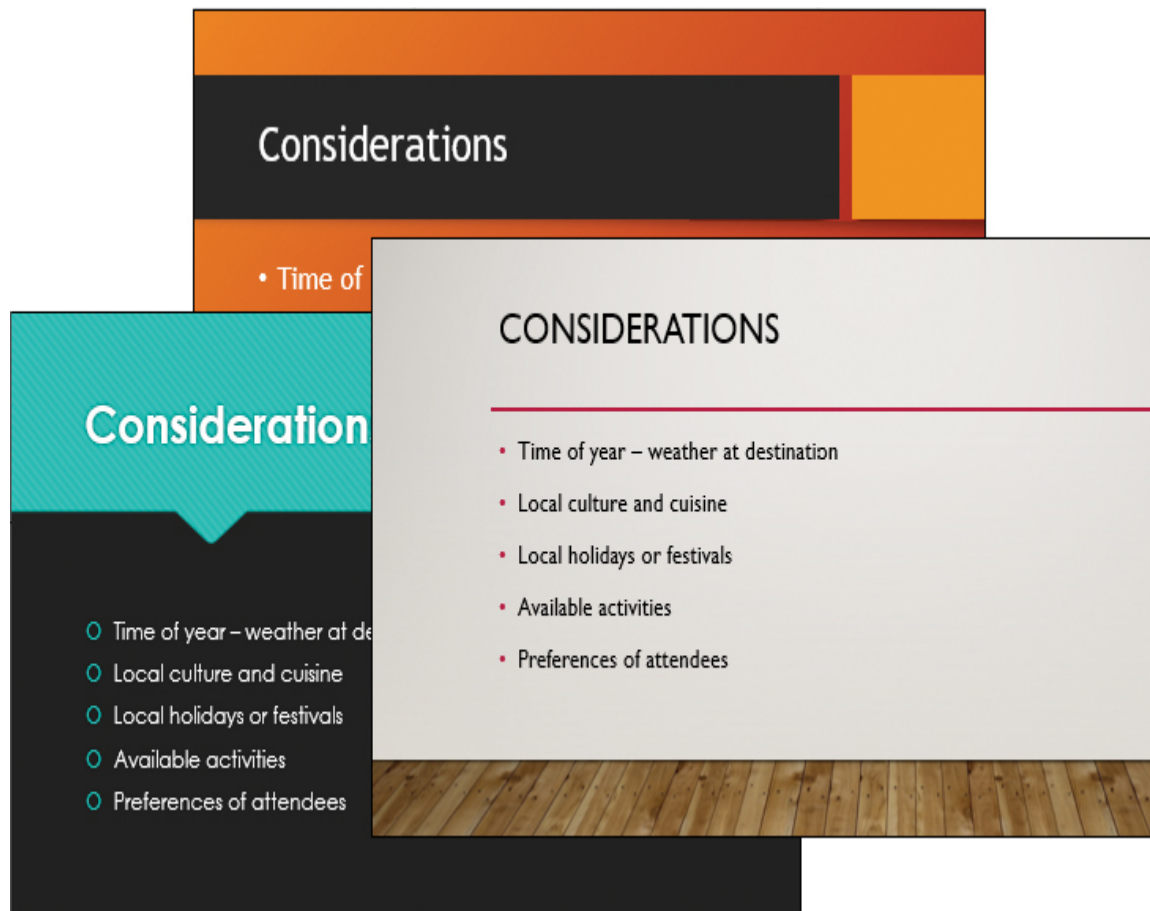 Considerations
• Time of
CONSIDERATIONS
• Time of year – weather at destination
• Local culture and cuisine
• Local holidays or festivals
• Available activities
• Preferences of attendees
Consideration
Time of year – weather at de
Local culture and cuisine
Local holidays or festivals
Available activities
Preferences of attendees